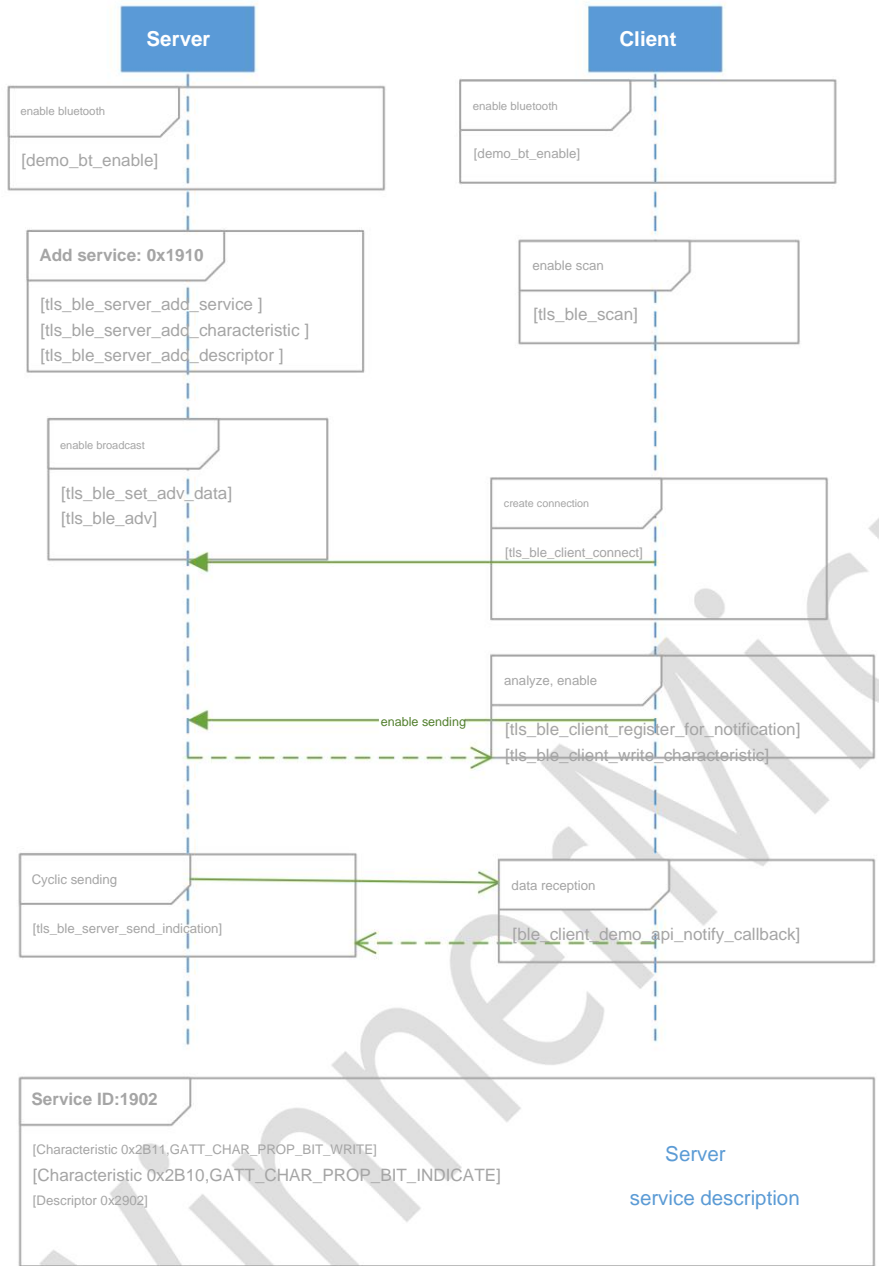 Server
Client
enable bluetooth
[demo_bt_enable]
enable bluetooth
[demo_bt_enable]
Add service: 0x1910
[tls_ble_server_add_service ]
[tls_ble_server_add_characteristic ]
[tls_ble_server_add_descriptor ]
enable scan
[tls_ble_scan]
enable broadcast
[tls_ble_set_adv_data]
[tls_ble_adv]
create connection
[tls_ble_client_connect]
analyze, enable
enable sending
[tls_ble_client_register_for_notification]
[tls_ble_client_write_characteristic]
Cyclic sending
[tls_ble_server_send_indication]
data reception
[ble_client_demo_api_notify_callback]
Service ID:1902
[Characteristic 0x2B11,GATT_CHAR_PROP_BIT_WRITE]
[Characteristic 0x2B10,GATT_CHAR_PROP_BIT_INDICATE]
[Descriptor 0x2902]
Server
service description
WinnerMic